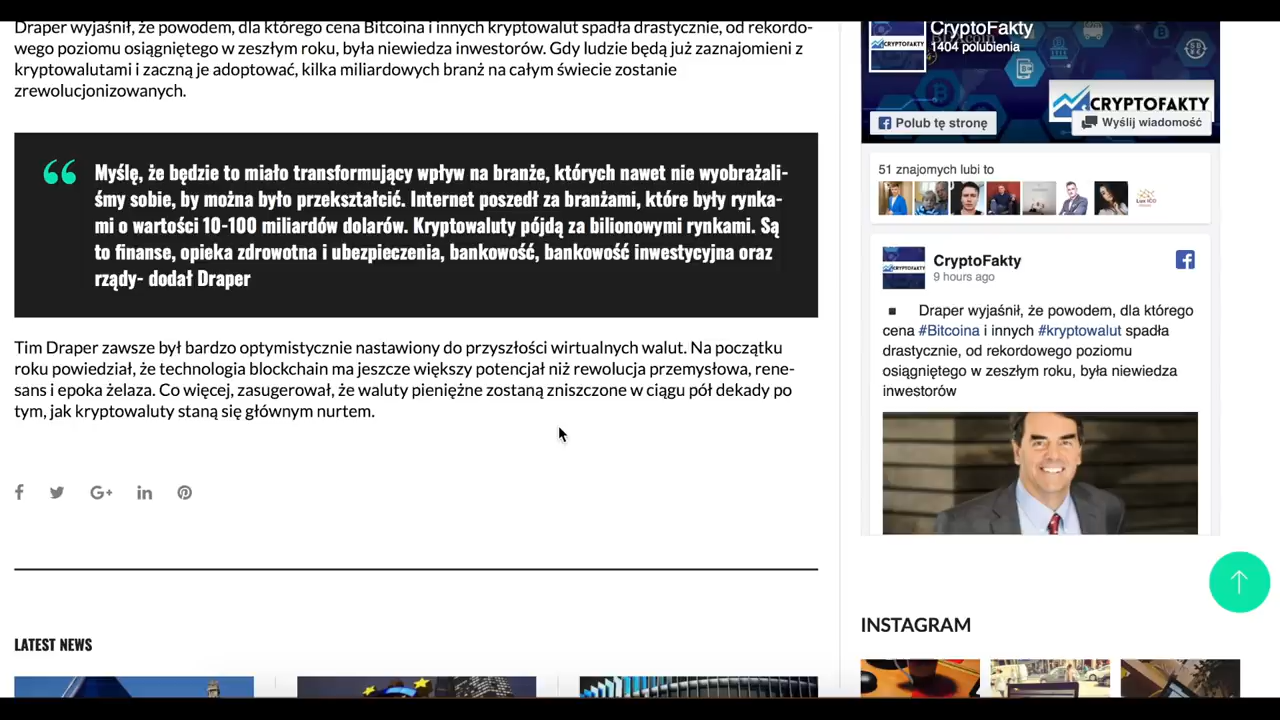 Draper wyjaśnił, że powodem, dla którego cena Bitcoina i innych kryptowalut spadła drastycznie, od rekordo-
wego poziomu osiągniętego w zeszłym roku, była niewiedza inwestorów. Gdy ludzie będą już zaznajomieni z
kryptowalutami i zaczną je adoptować, kilka miliardowych branż na całym świecie zostanie
zrewolucjonizowanych.
“ Myślę, że będzie to miało transformujący wpływ na branże, których nawet nie wyobrażali-
śmy sobie, by można było przekształcić. Internet poszedł za branżami, które były rynka-
mi o wartości 10-100 miliardów dolarów. Kryptowaluty pójdą za bilionowymi rynkami. Są
to finanse, opieka zdrowotna i ubezpieczenia, bankowość, bankowość inwestycyjna oraz
rządy- dodał Draper
Tim Draper zawsze był bardzo optymistycznie nastawiony do przyszłości wirtualnych walut. Na początku
roku powiedział, że technologia blockchain ma jeszcze większy potencjał niż rewolucja przemysłowa, rene-
sans i epoka żelaza. Co więcej, zasugerował, że waluty pieniężne zostaną zniszczone w ciągu pół dekady po
tym, jak kryptowaluty staną się głównym nurtem.
LATEST NEWS
CryptoFakty
1404 polubienia
CRYPTOFAKTY
CRYPTOFAKTY
Polub tę stronę
Wyślij wiadomość
51 znajomych lubi to
CryptoFakty
9 hours ago
CRYPTOFAKTY
Draper wyjaśnił, że powodem, dla którego
cena #Bitcoina i innych #kryptowalut spadła
drastycznie, od rekordowego poziomu
osiągniętego w zeszłym roku, była niewiedza
inwestorów
INSTAGRAM